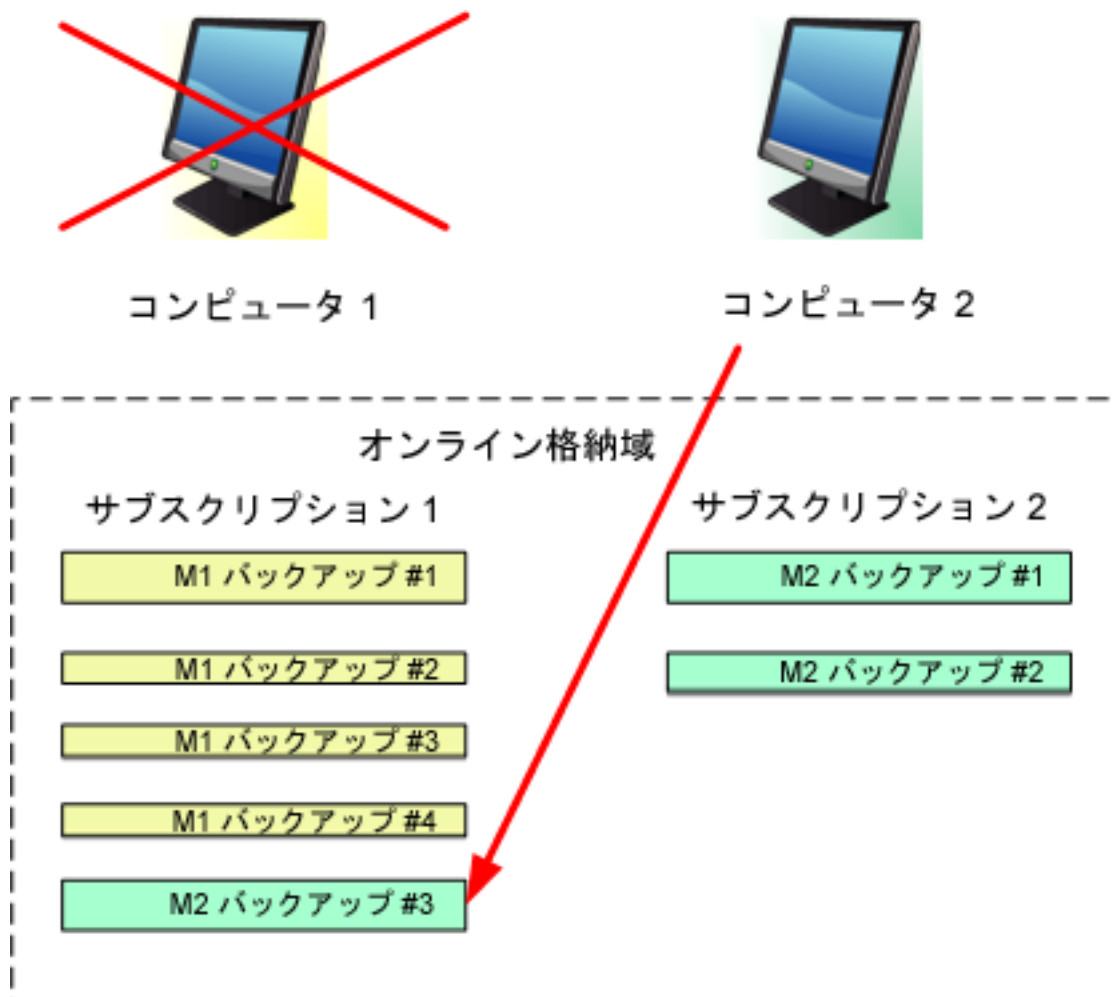 コンピュータ 1
コンピュータ 2
オンライン格納域
サブスクリプション 1
サブスクリプション 2
M1 バックアップ #1
M2 バックアップ #1
M1 バックアップ #2
M2 バックアップ #2
M1 バックアップ #3
M1 バックアップ #4
M2 バックアップ #3